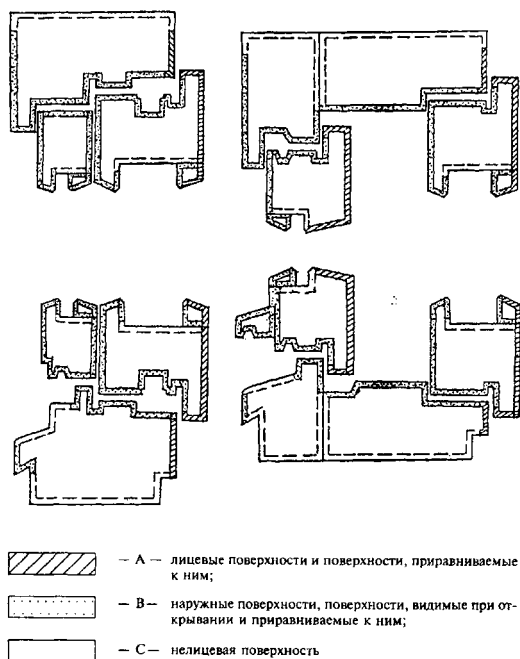 — А — лицевые поверхности и поверхности, приравниваемые
к ним;
— В — наружные поверхности, поверхности, видимые при от-
крывании и приравниваемые к ним;
— С — нелицевая поверхность